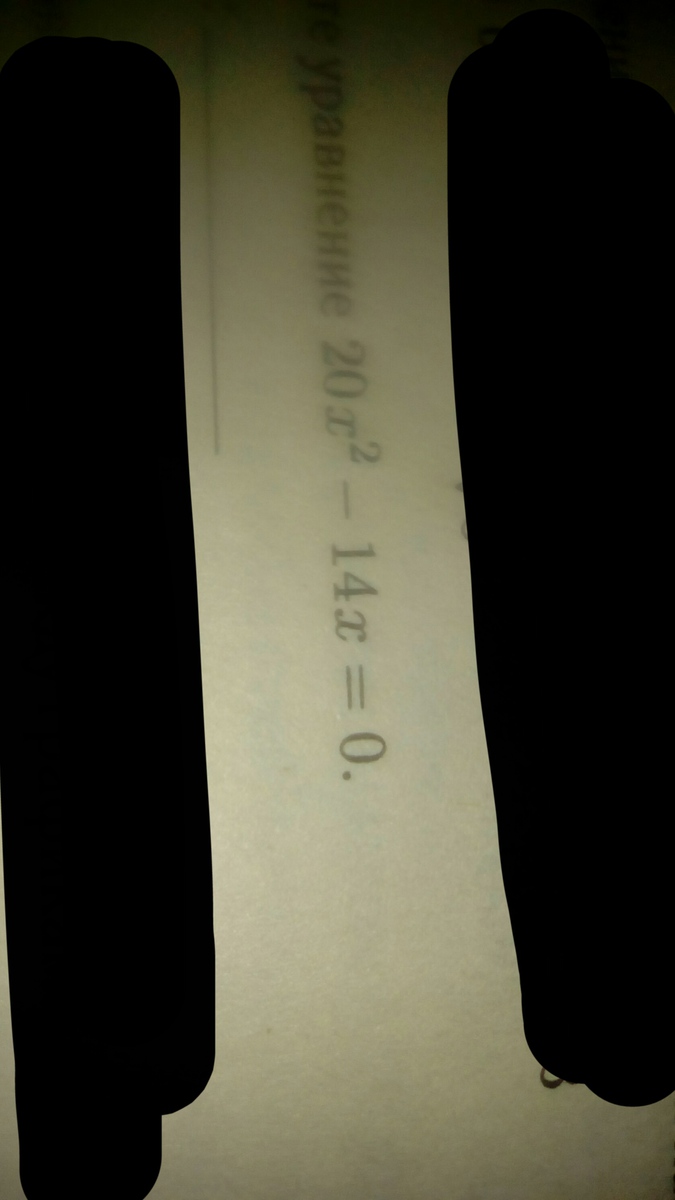 уравнение 20x² − 14x = 0.